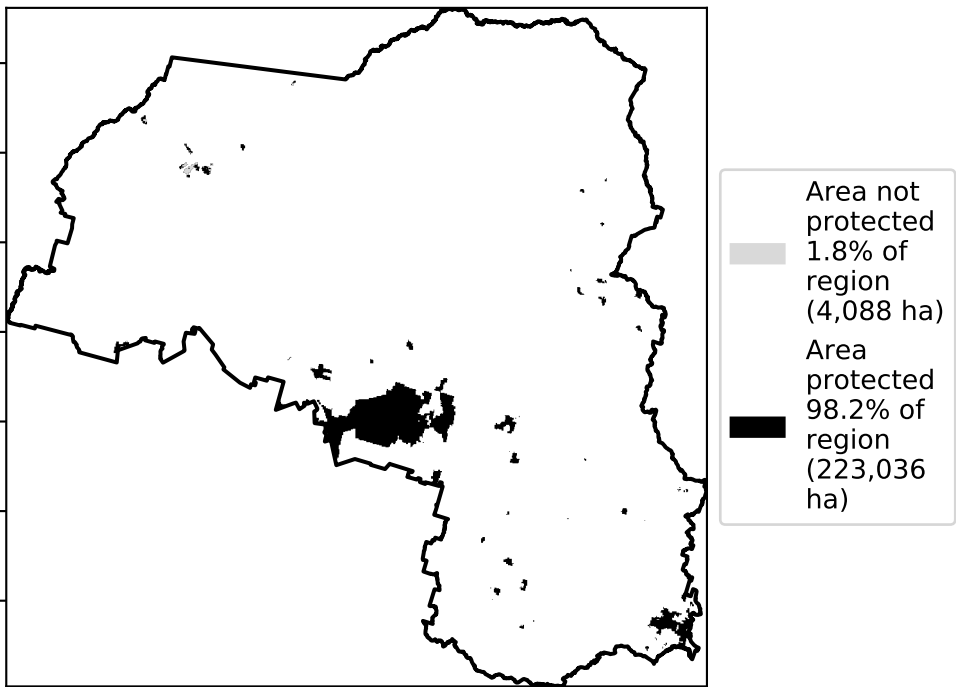 Area not
protected
1.8% of
region
(4,088 ha)
Area
protected
98.2% of
region
(223,036
ha)